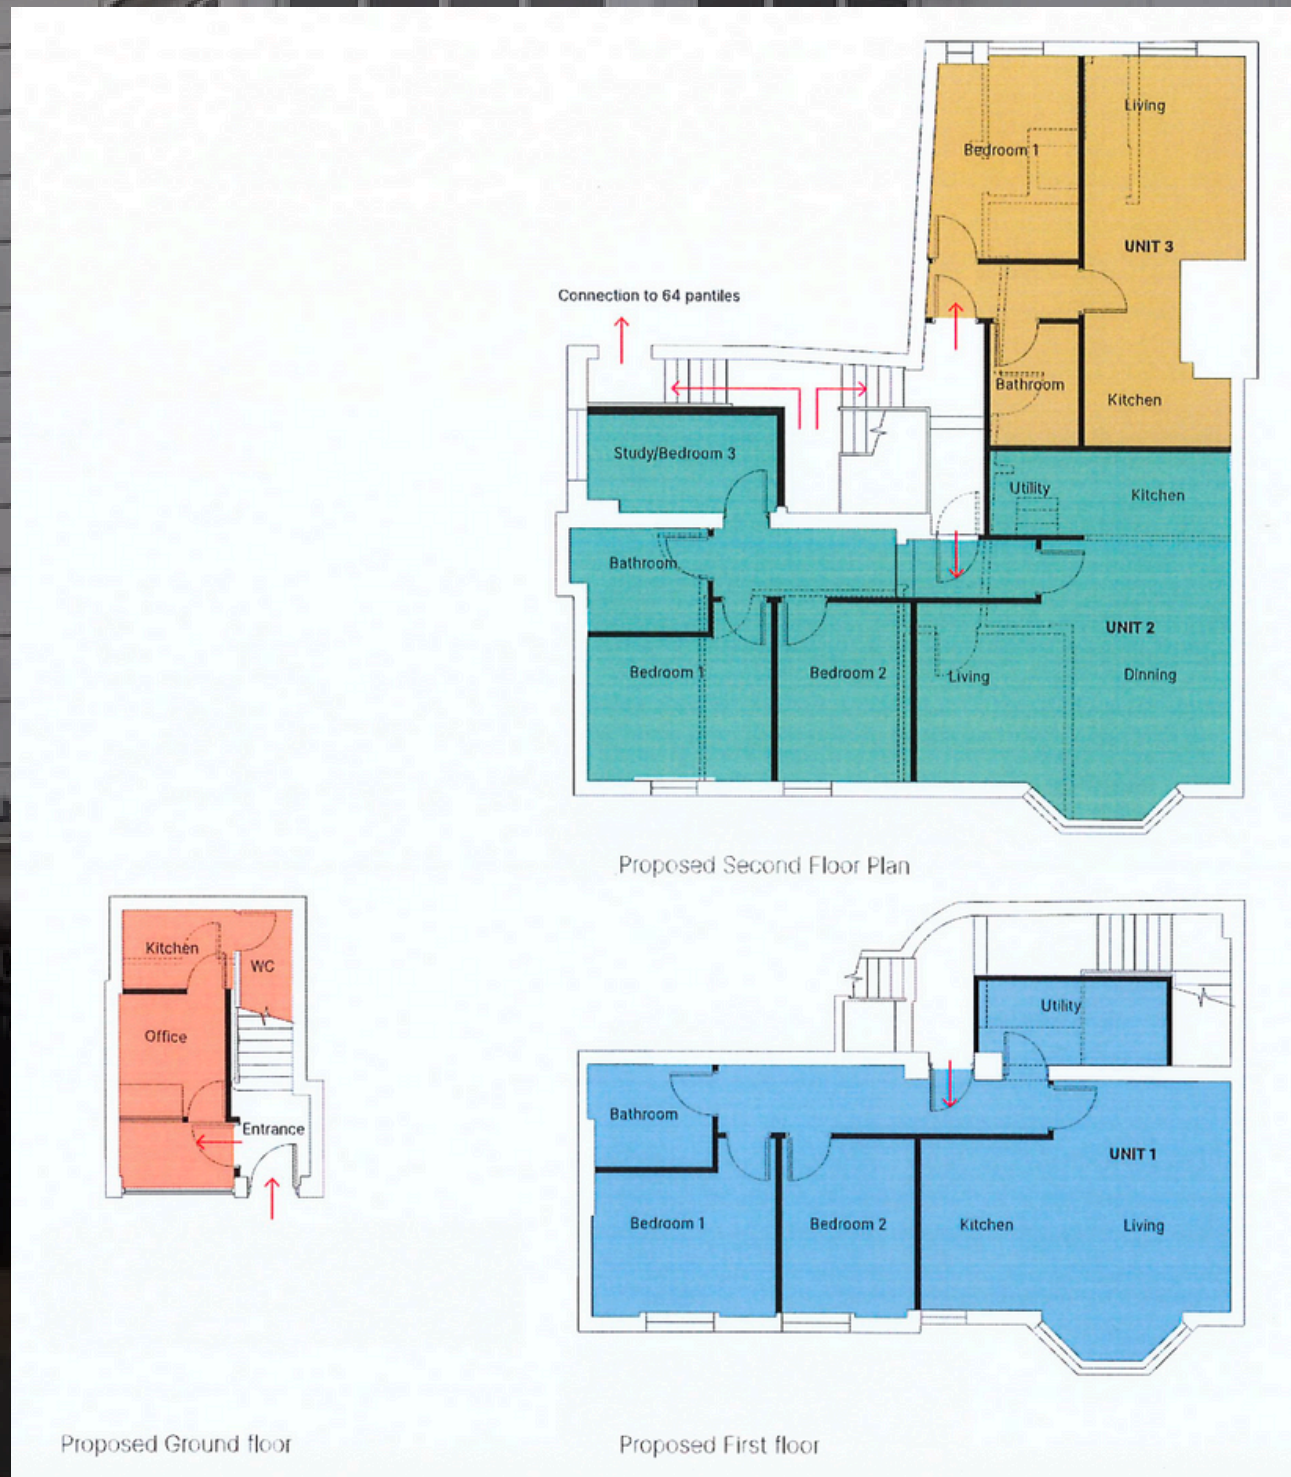 Living
Bedroom 1
UNIT 3
Connection to 64 pantiles
Bathroom
Kitchen
Study/Bedroom 3
Utility
Kitchen
Bathroom
UNIT 2
Bedroom 1
Bedroom 2
Living
Dinning
Proposed Second Floor Plan
Kitchen
WC
Office
Entrance
Proposed Ground floor
Utility
Bathroom
UNIT 1
Bedroom 1
Bedroom 2
Kitchen
Living
Proposed First floor